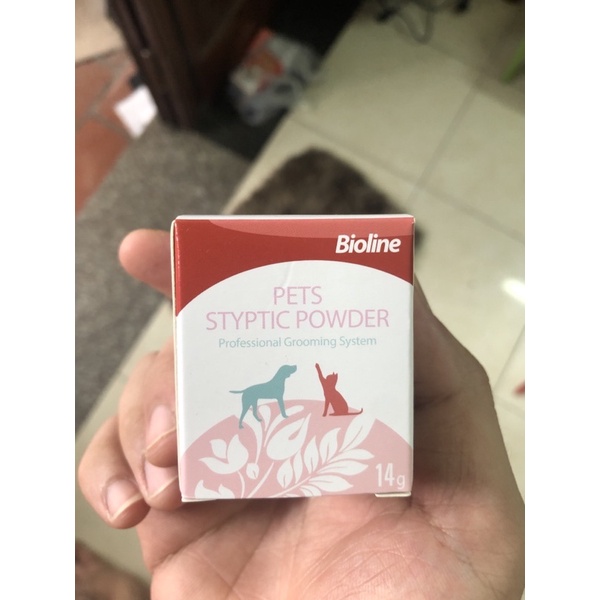 Bioline
PETS
STYPTIC POWDER
Professional Grooming System
14g